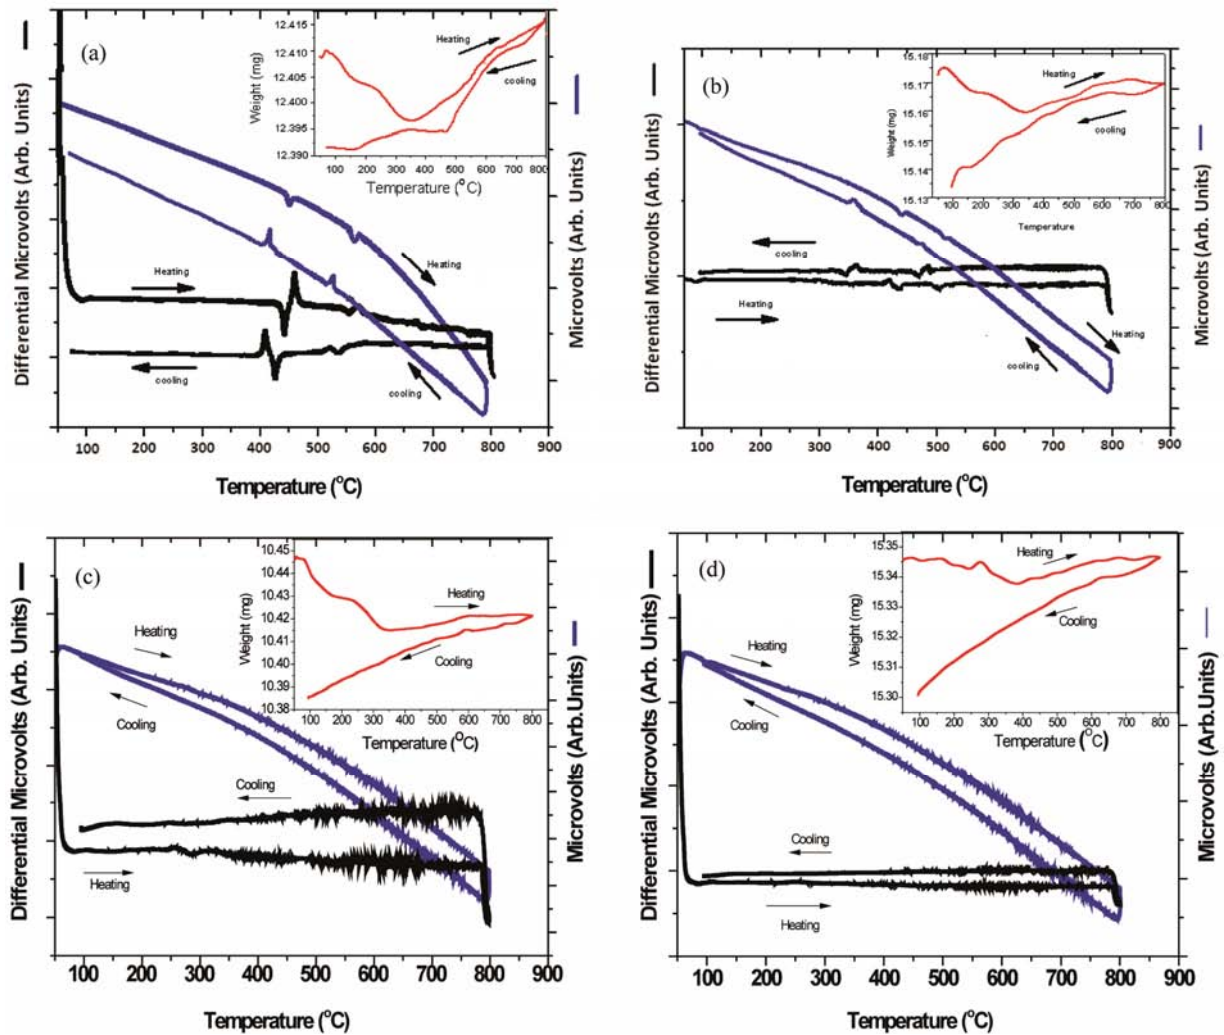 (a)
Differential Microvolts (Arb. Units)
12.415
12.410
12.405
12.400
12.395
12.390
Weight (mg)
Heating
cooling
100 200 300 400 500 600 700 800
Temperature (°C)
Heating
Heating
cooling
cooling
Microvolts (Arb. Units)
100 200 300 400 500 600 700 800 900
Temperature (°C)
(b)
Differential Microvolts (Arb. Units)
15.18
15.17
15.16
15.15
15.14
15.13
Weight (mg)
Heating
cooling
100 200 300 400 500 600 700 800
Temperature
cooling
Heating
Heating
cooling
Microvolts (Arb. Units)
100 200 300 400 500 600 700 800 900
Temperature (°C)
(c)
Differential Microvolts (Arb. Units)
10.45
10.44
10.43
10.42
10.41
10.40
10.39
10.38
Weight (mg)
Heating
Cooling
100 200 300 400 500 600 700 800
Temperature (°C)
Heating
Cooling
Cooling
Heating
Microvolts (Arb.Units)
100 200 300 400 500 600 700 800 900
Temperature (°C)
(d)
Differential Microvolts (Arb. Units)
15.35
15.34
15.33
15.32
15.31
15.30
Weight (mg)
Heating
Cooling
100 200 300 400 500 600 700 800
Temperature (°C)
Heating
Cooling
Cooling
Heating
Microvolts (Arb. Units)
100 200 300 400 500 600 700 800 900
Temperature (°C)